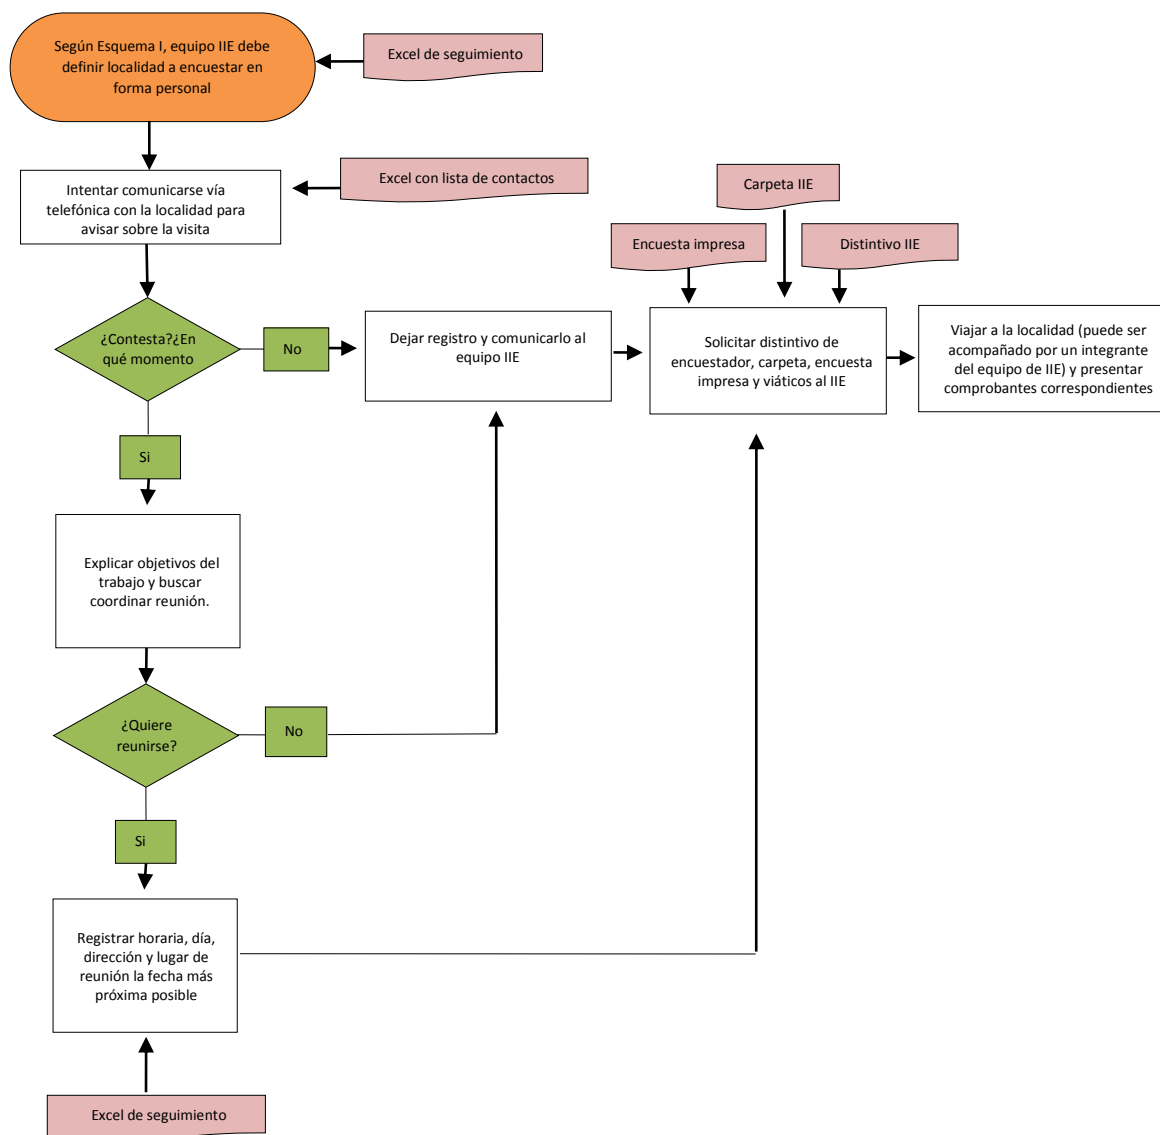 Según Esquema I, equipo IIE debe
definir localidad a encuestar en
forma personal
Excel de seguimiento
Intentar comunicarse vía
telefónica con la localidad para
avisar sobre la visita
Excel con lista de contactos
Carpeta IIE
Encuesta impresa
Distintivo IIE
¿Contesta?¿En
qué momento
No
Dejar registro y comunicarlo al
equipo IIE
Solicitar distintivo de
encuestador, carpeta, encuesta
impresa y viáticos al IIE
Viajar a la localidad (puede ser
acompañado por un integrante
del equipo de IIE) y presentar
comprobantes correspondientes
Si
Explicar objetivos del
trabajo y buscar
coordinar reunión.
¿Quiere
reunirse?
No
Si
Registrar horaria, día,
dirección y lugar de
reunión la fecha más
próxima posible
Excel de seguimiento